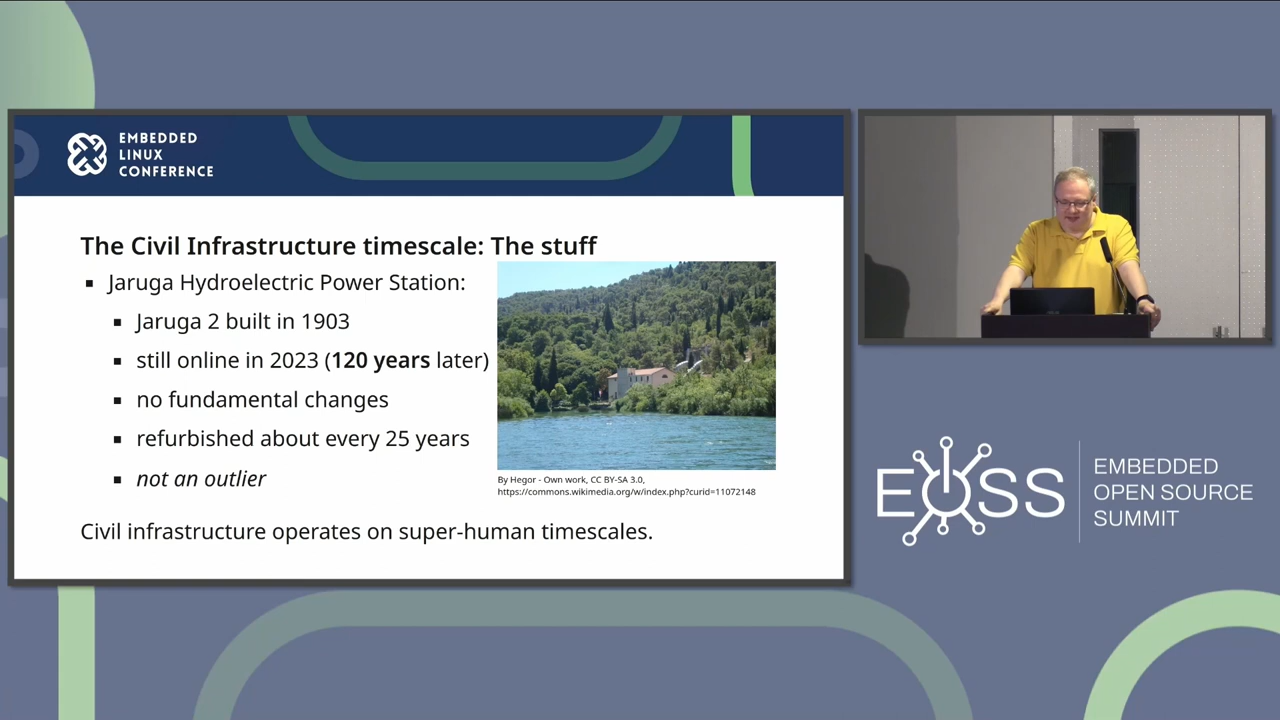 EMBEDDED
LINUX
CONFERENCE
The Civil Infrastructure timescale: The stuff
Jaruga Hydroelectric Power Station:
Jaruga 2 built in 1903
still online in 2023 (120 years later)
no fundamental changes
refurbished about every 25 years
not an outlier
By Hegor - Own work, CC BY-SA 3.0,
https://commons.wikimedia.org/w/index.php?curid=11072148
Civil infrastructure operates on super-human timescales.
EOSS
EMBEDDED
OPEN SOURCE
SUMMIT